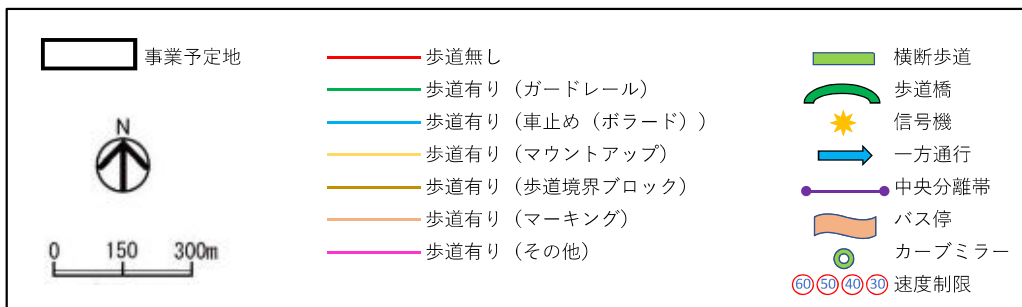 事業予定地
N
0 150 300m
歩道無し
歩道有り（ガードレール）
歩道有り（車止め（ボラード））
歩道有り（マウントアップ）
歩道有り（歩道境界ブロック）
歩道有り（マーキング）
歩道有り（その他）
横断歩道
歩道橋
信号機
一方通行
中央分離帯
バス停
カーブミラー
60 50 40 30 速度制限